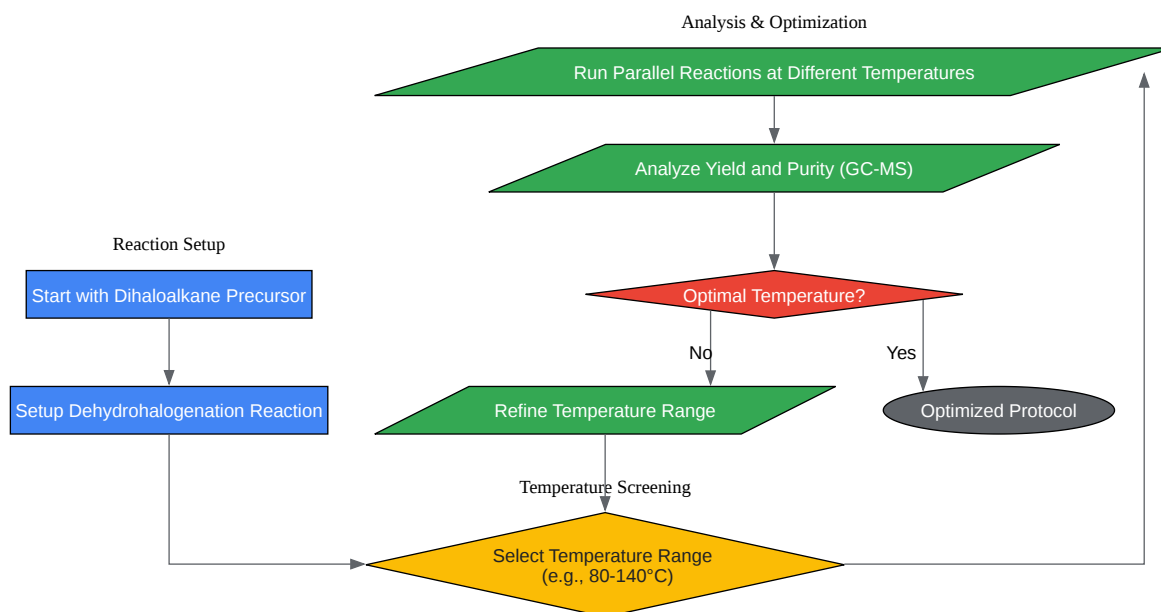 Analysis & Optimization
Run Parallel Reactions at Different Temperatures
Analyze Yield and Purity (GC-MS)
Reaction Setup
Start with Dihaloalkane Precursor
Optimal Temperature?
No
Yes
Setup Dehydrohalogenation Reaction
Refine Temperature Range
Optimized Protocol
Temperature Screening
Select Temperature Range
(e.g., 80-140°C)